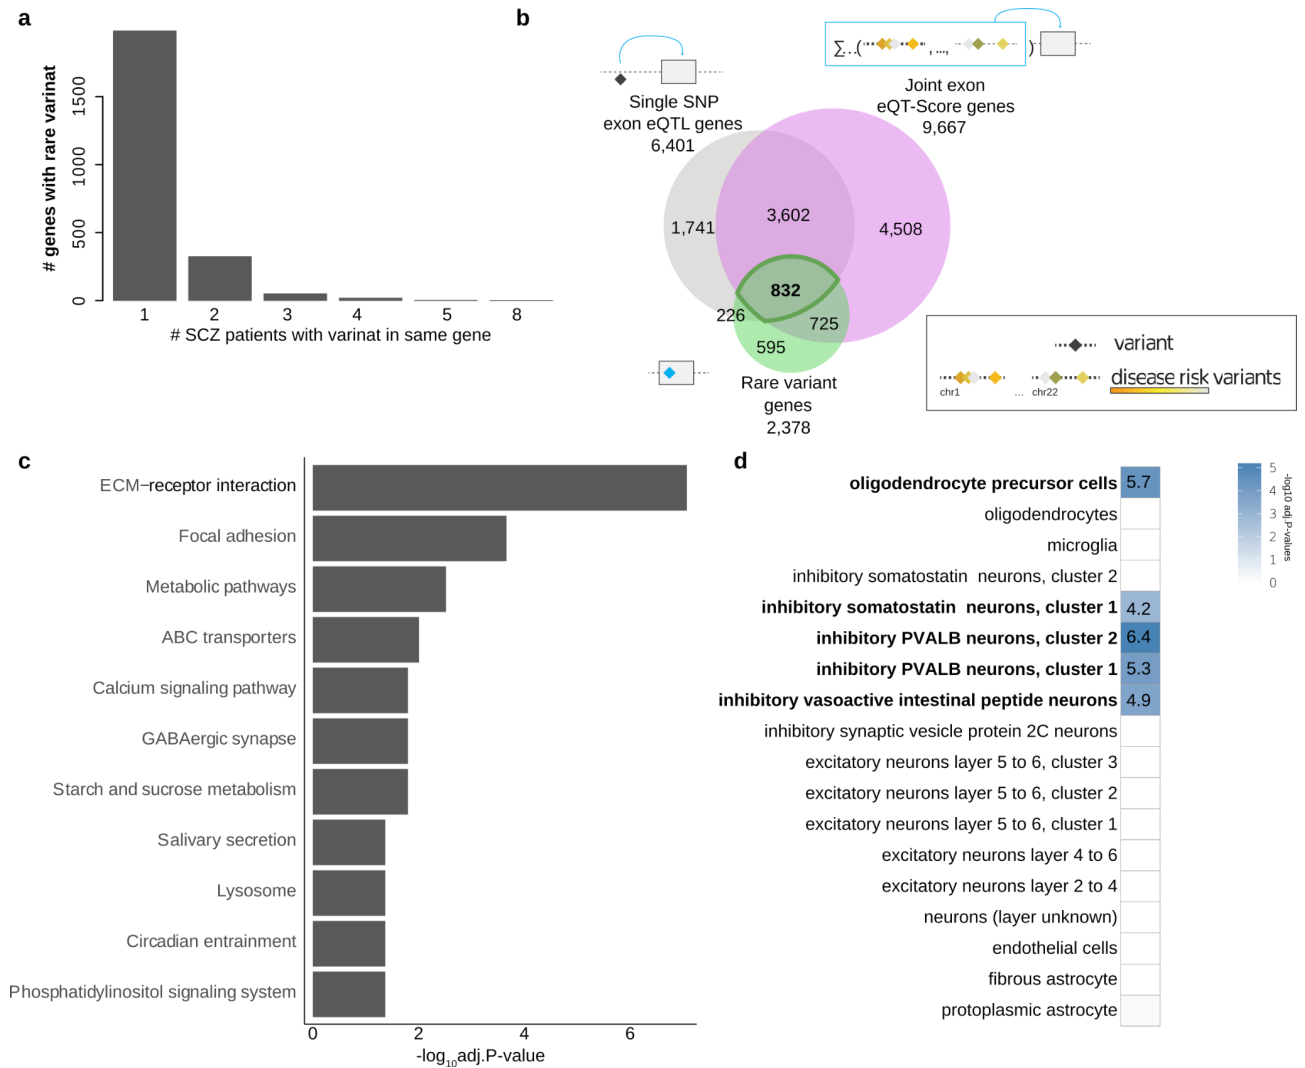 a
# genes with rare varinat
0
500
1000
1500
1
2
3
4
5
8
# SCZ patients with varinat in same gene
b
∑...( , ..., )
Single SNP
exon eQTL genes
6,401
Joint exon
eQT-Score genes
9,667
1,741
3,602
4,508
832
226
725
595
Rare variant
genes
2,378
variant
disease risk variants
chr1 ... chr22
c
ECM−receptor interaction
Focal adhesion
Metabolic pathways
ABC transporters
Calcium signaling pathway
GABAergic synapse
Starch and sucrose metabolism
Salivary secretion
Lysosome
Circadian entrainment
Phosphatidylinositol signaling system
0
2
4
6
-log10adj.P-value
d
oligodendrocyte precursor cells 5.7
oligodendrocytes
microglia
inhibitory somatostatin neurons, cluster 2
inhibitory somatostatin neurons, cluster 1 4.2
inhibitory PVALB neurons, cluster 2 6.4
inhibitory PVALB neurons, cluster 1 5.3
inhibitory vasoactive intestinal peptide neurons 4.9
inhibitory synaptic vesicle protein 2C neurons
excitatory neurons layer 5 to 6, cluster 3
excitatory neurons layer 5 to 6, cluster 2
excitatory neurons layer 5 to 6, cluster 1
excitatory neurons layer 4 to 6
excitatory neurons layer 2 to 4
neurons (layer unknown)
endothelial cells
fibrous astrocyte
protoplasmic astrocyte
5
4
3
2
1
0
-log10 adj.P-values